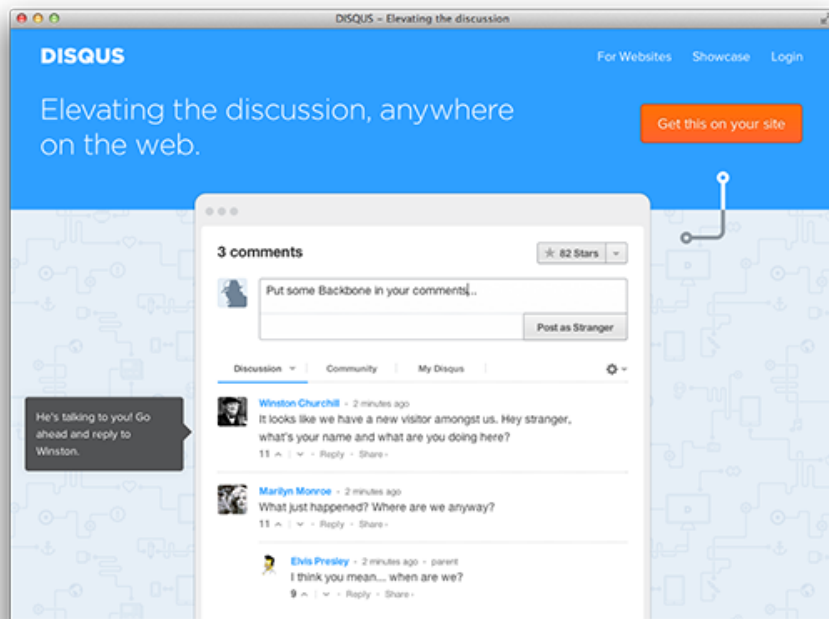 DISQUS – Elevating the discussion
DISQUS
For Websites Showcase Login
Elevating the discussion, anywhere
on the web.
Get this on your site
3 comments
82 Stars
Put some Backbone in your comments...
Post as Stranger
Discussion Community My Disqus
He's talking to you! Go
ahead and reply to
Winston.
Winston Churchill • 2 minutes ago
It looks like we have a new visitor amongst us. Hey stranger,
what's your name and what are you doing here?
11 • Reply • Share ›
Marilyn Monroe • 2 minutes ago
What just happened? Where are we anyway?
11 • Reply • Share ›
Elvis Presley • 2 minutes ago • parent
I think you mean... when are we?
9 • Reply • Share ›